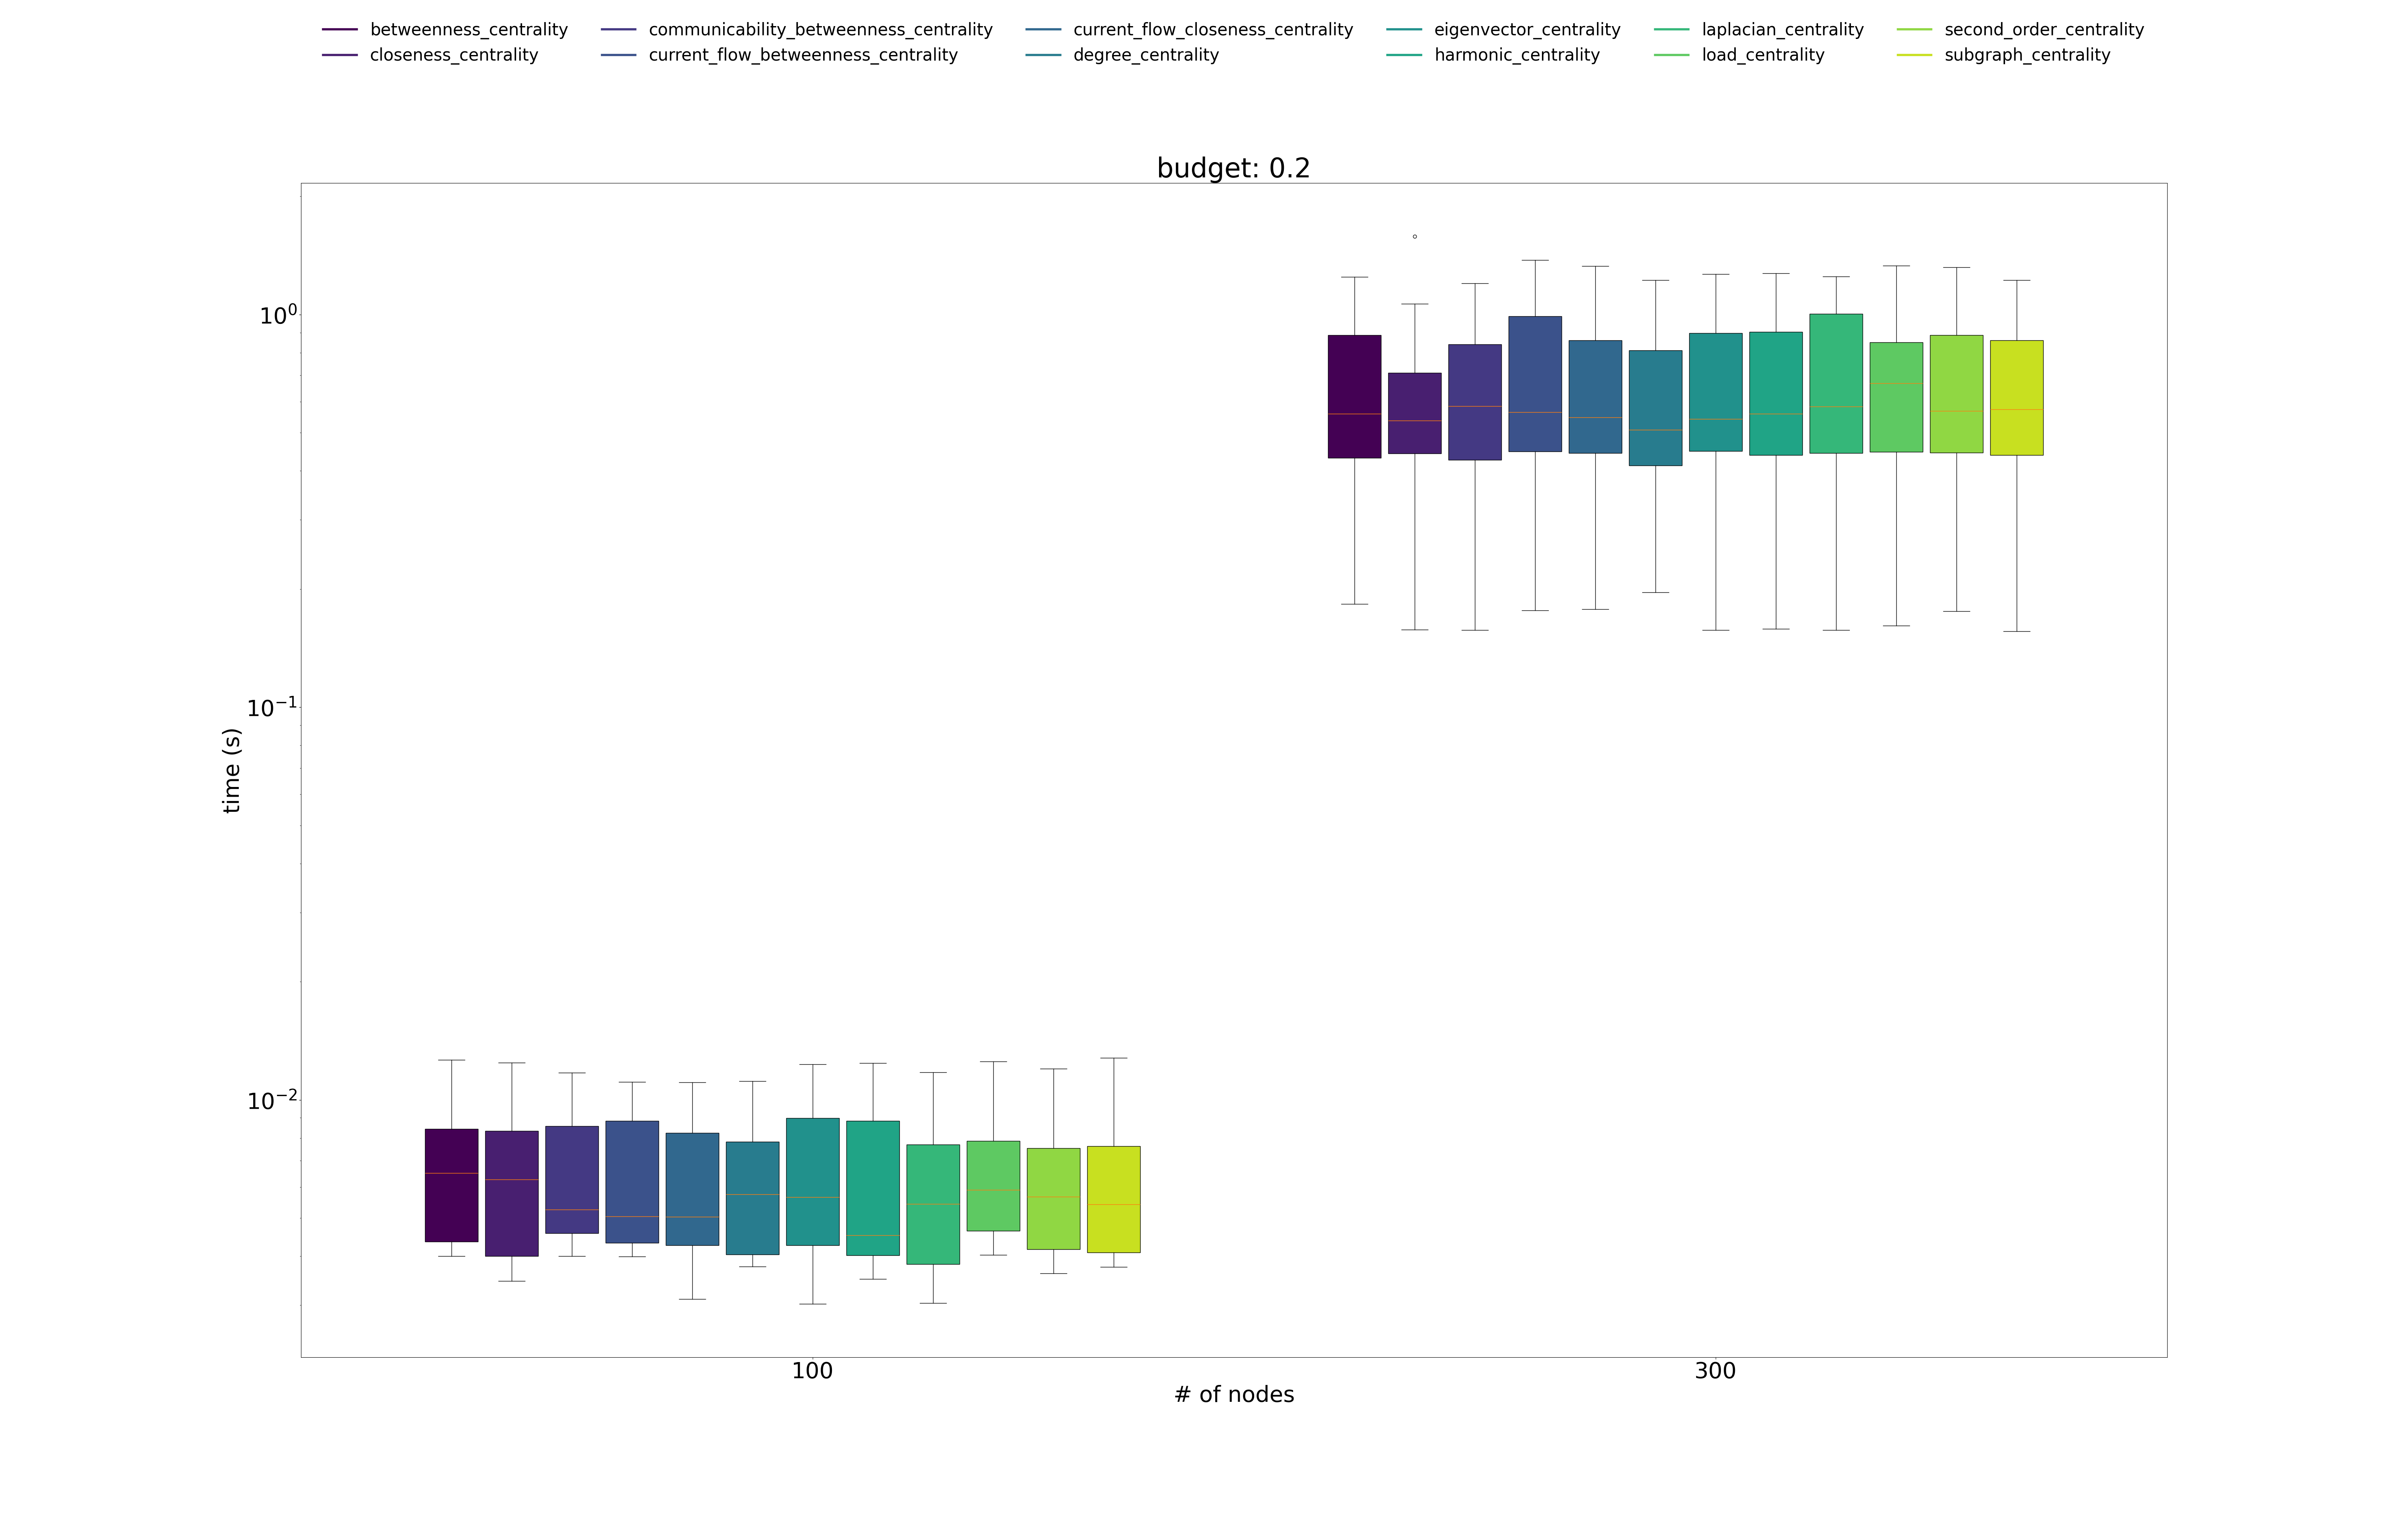 betweenness_centrality communicability_betweenness_centrality current_flow_closeness_centrality eigenvector_centrality laplacian_centrality second_order_centrality
closeness_centrality current_flow_betweenness_centrality degree_centrality harmonic_centrality load_centrality subgraph_centrality
budget: 0.2
10⁰
10⁻¹
time (s)
10⁻²
100 300
# of nodes